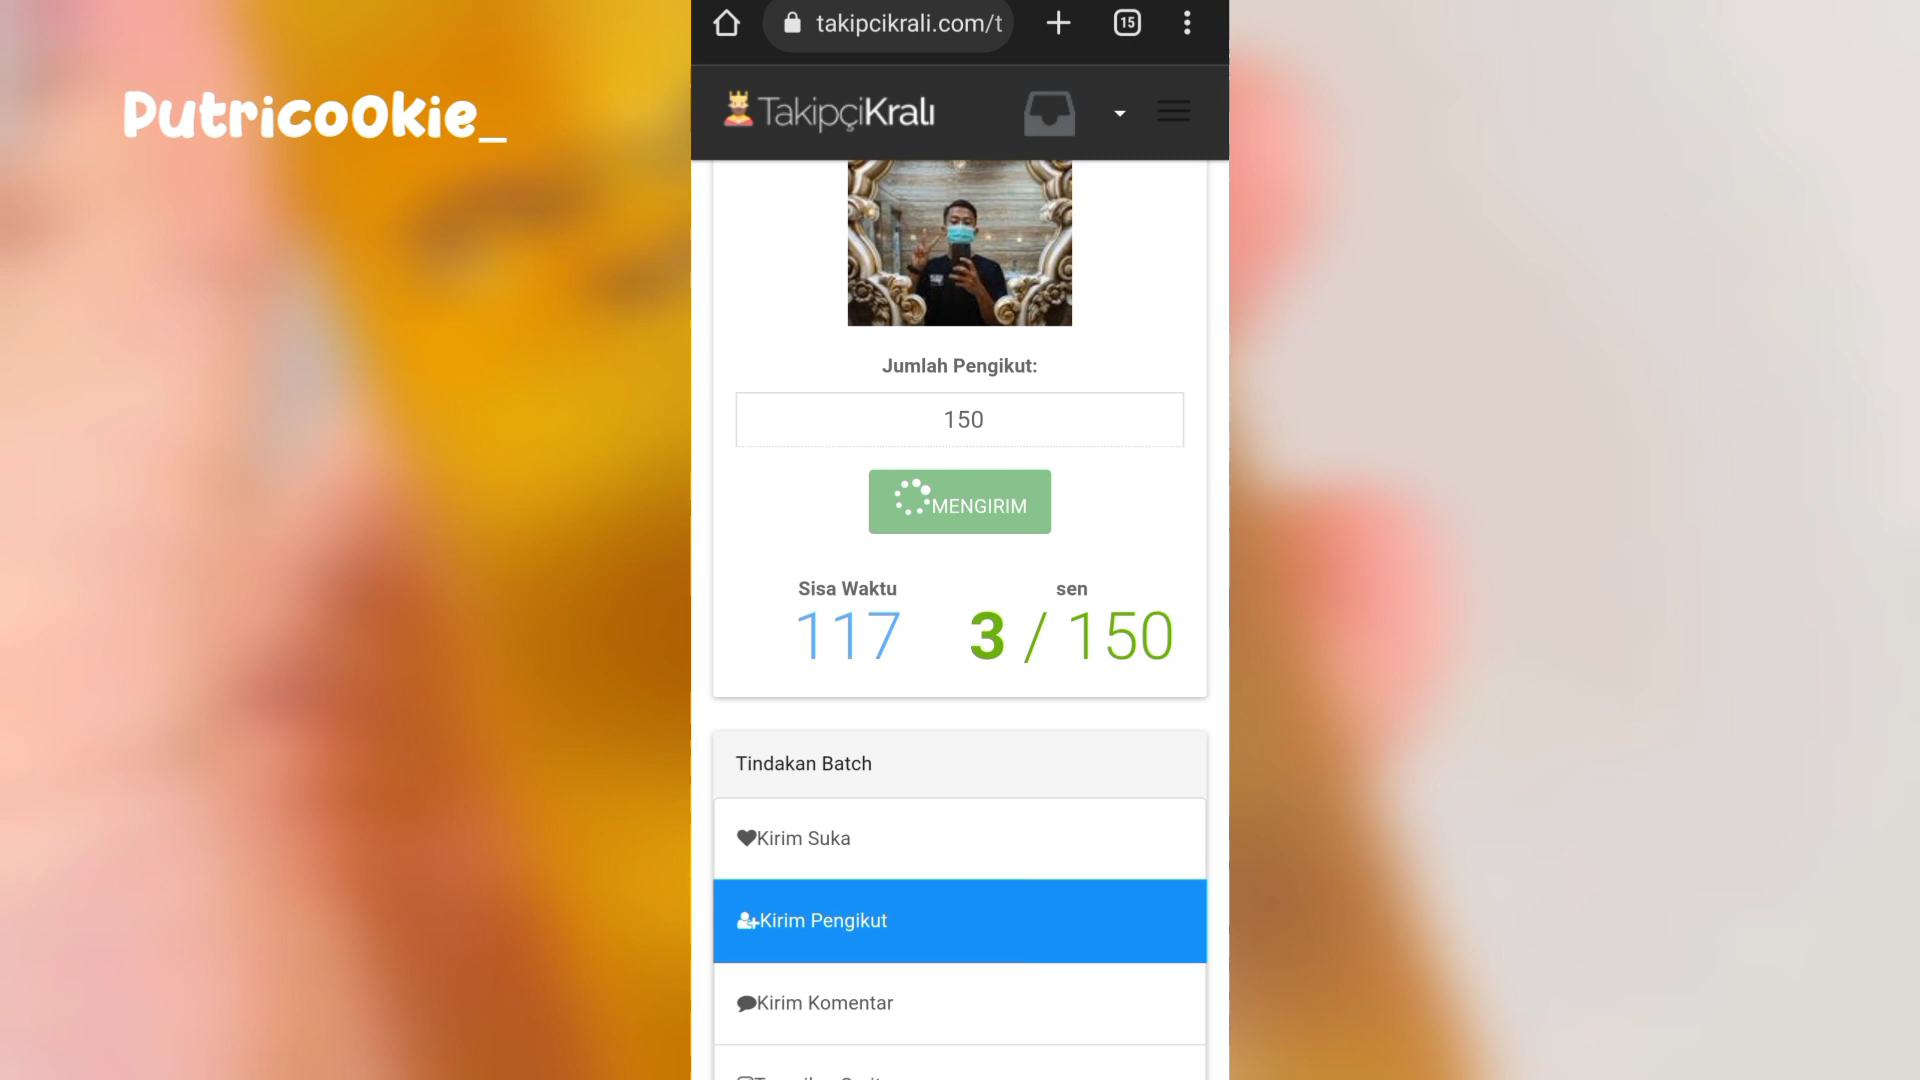 Putrico0kie_
takipcikrali.com/t
15
TakipçiKralı
Jumlah Pengikut:
150
MENGIRIM
Sisa Waktu
sen
117
3 / 150
Tindakan Batch
Kirim Suka
Kirim Pengikut
Kirim Komentar